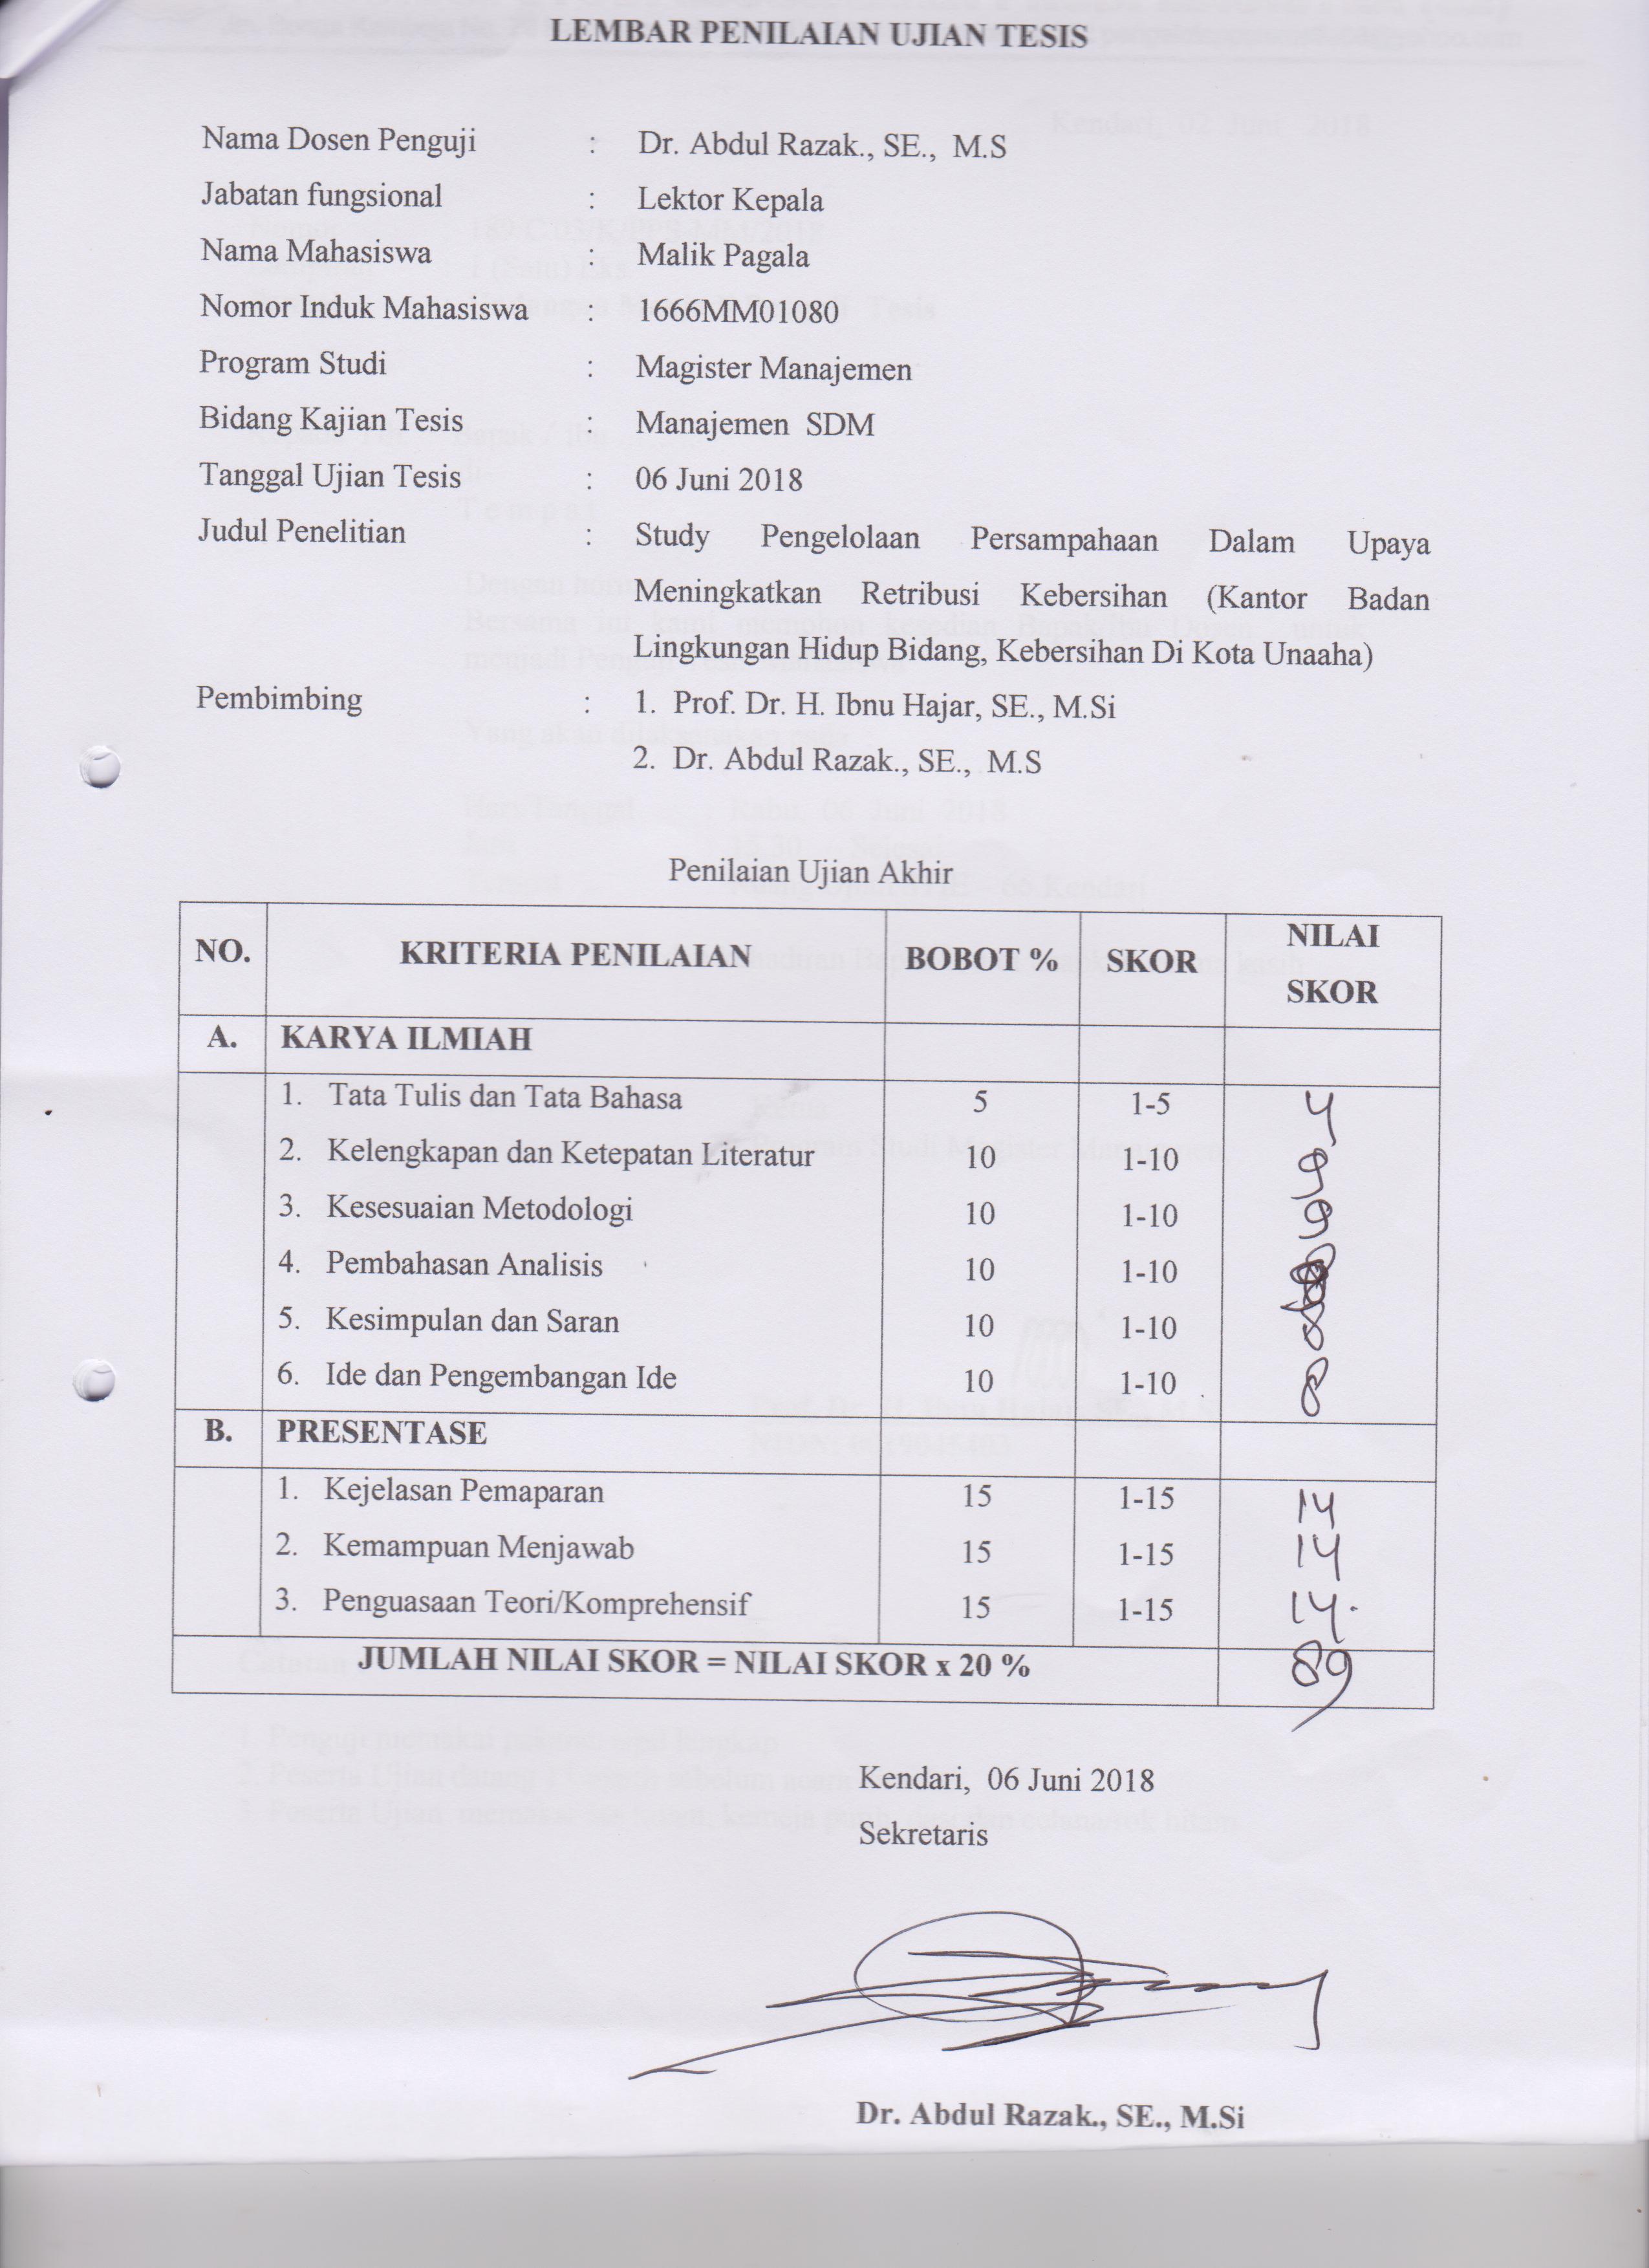 LEMBAR PENILAIAN UJIAN TESIS
Kendari, 02 Juni 2018
Nama Dosen Penguji : Dr. Abdul Razak., SE., M.S
Jabatan fungsional : Lektor Kepala
Nama Mahasiswa : Malik Pagala
Nomor Induk Mahasiswa : 1666MM01080
Program Studi : Magister Manajemen
Bidang Kajian Tesis : Manajemen SDM
Tanggal Ujian Tesis : 06 Juni 2018
Judul Penelitian : Study Pengelolaan Persampahaan Dalam Upaya
Meningkatkan Retribusi Kebersihan (Kantor Badan
Lingkungan Hidup Bidang, Kebersihan Di Kota Unaaha)
Pembimbing : 1. Prof. Dr. H. Ibnu Hajar, SE., M.Si
2. Dr. Abdul Razak., SE., M.S
Penilaian Ujian Akhir
NO. KRITERIA PENILAIAN BOBOT % SKOR NILAI SKOR
A. KARYA ILMIAH
1. Tata Tulis dan Tata Bahasa 5 1-5 4
2. Kelengkapan dan Ketepatan Literatur 10 1-10 9
3. Kesesuaian Metodologi 10 1-10 9
4. Pembahasan Analisis 10 1-10
5. Kesimpulan dan Saran 10 1-10 8
6. Ide dan Pengembangan Ide 10 1-10 8
B. PRESENTASE
1. Kejelasan Pemaparan 15 1-15 14
2. Kemampuan Menjawab 15 1-15 14
3. Penguasaan Teori/Komprehensif 15 1-15 14.
JUMLAH NILAI SKOR = NILAI SKOR x 20 % 89
Kendari, 06 Juni 2018
Sekretaris
Dr. Abdul Razak., SE., M.Si